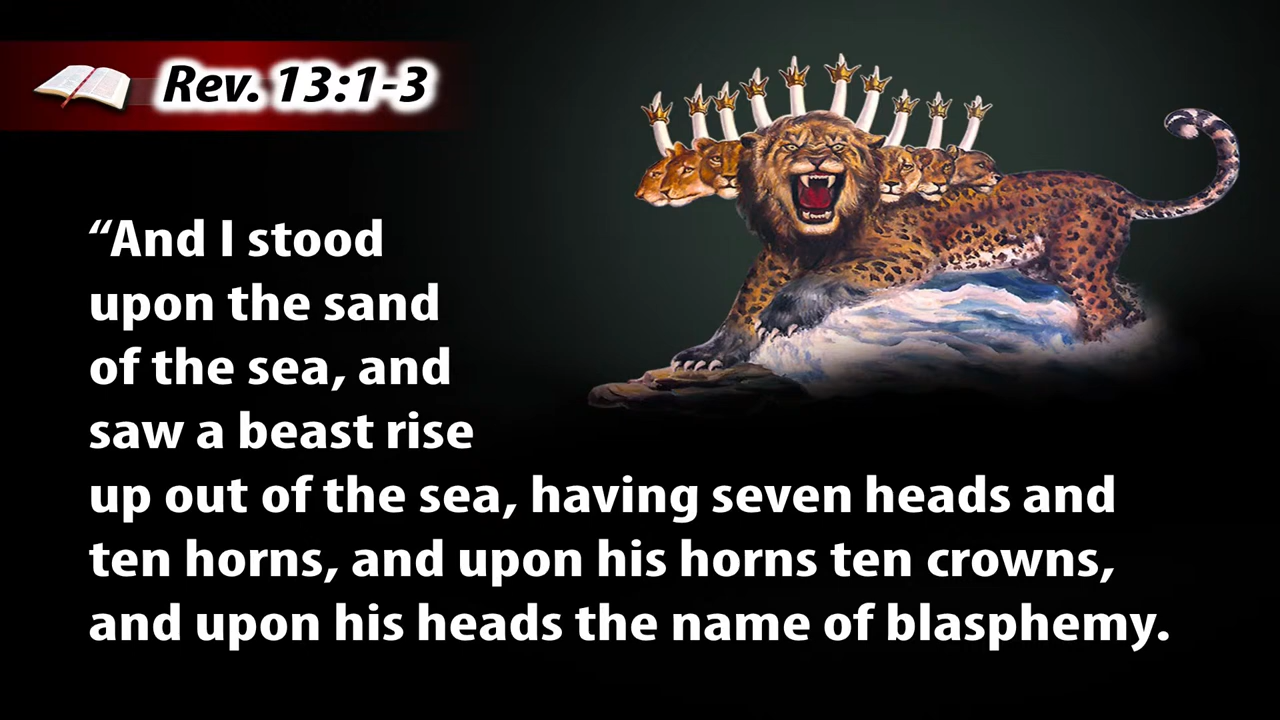 Rev. 13:1-3
“And I stood
upon the sand
of the sea, and
saw a beast rise
up out of the sea, having seven heads and
ten horns, and upon his horns ten crowns,
and upon his heads the name of blasphemy.